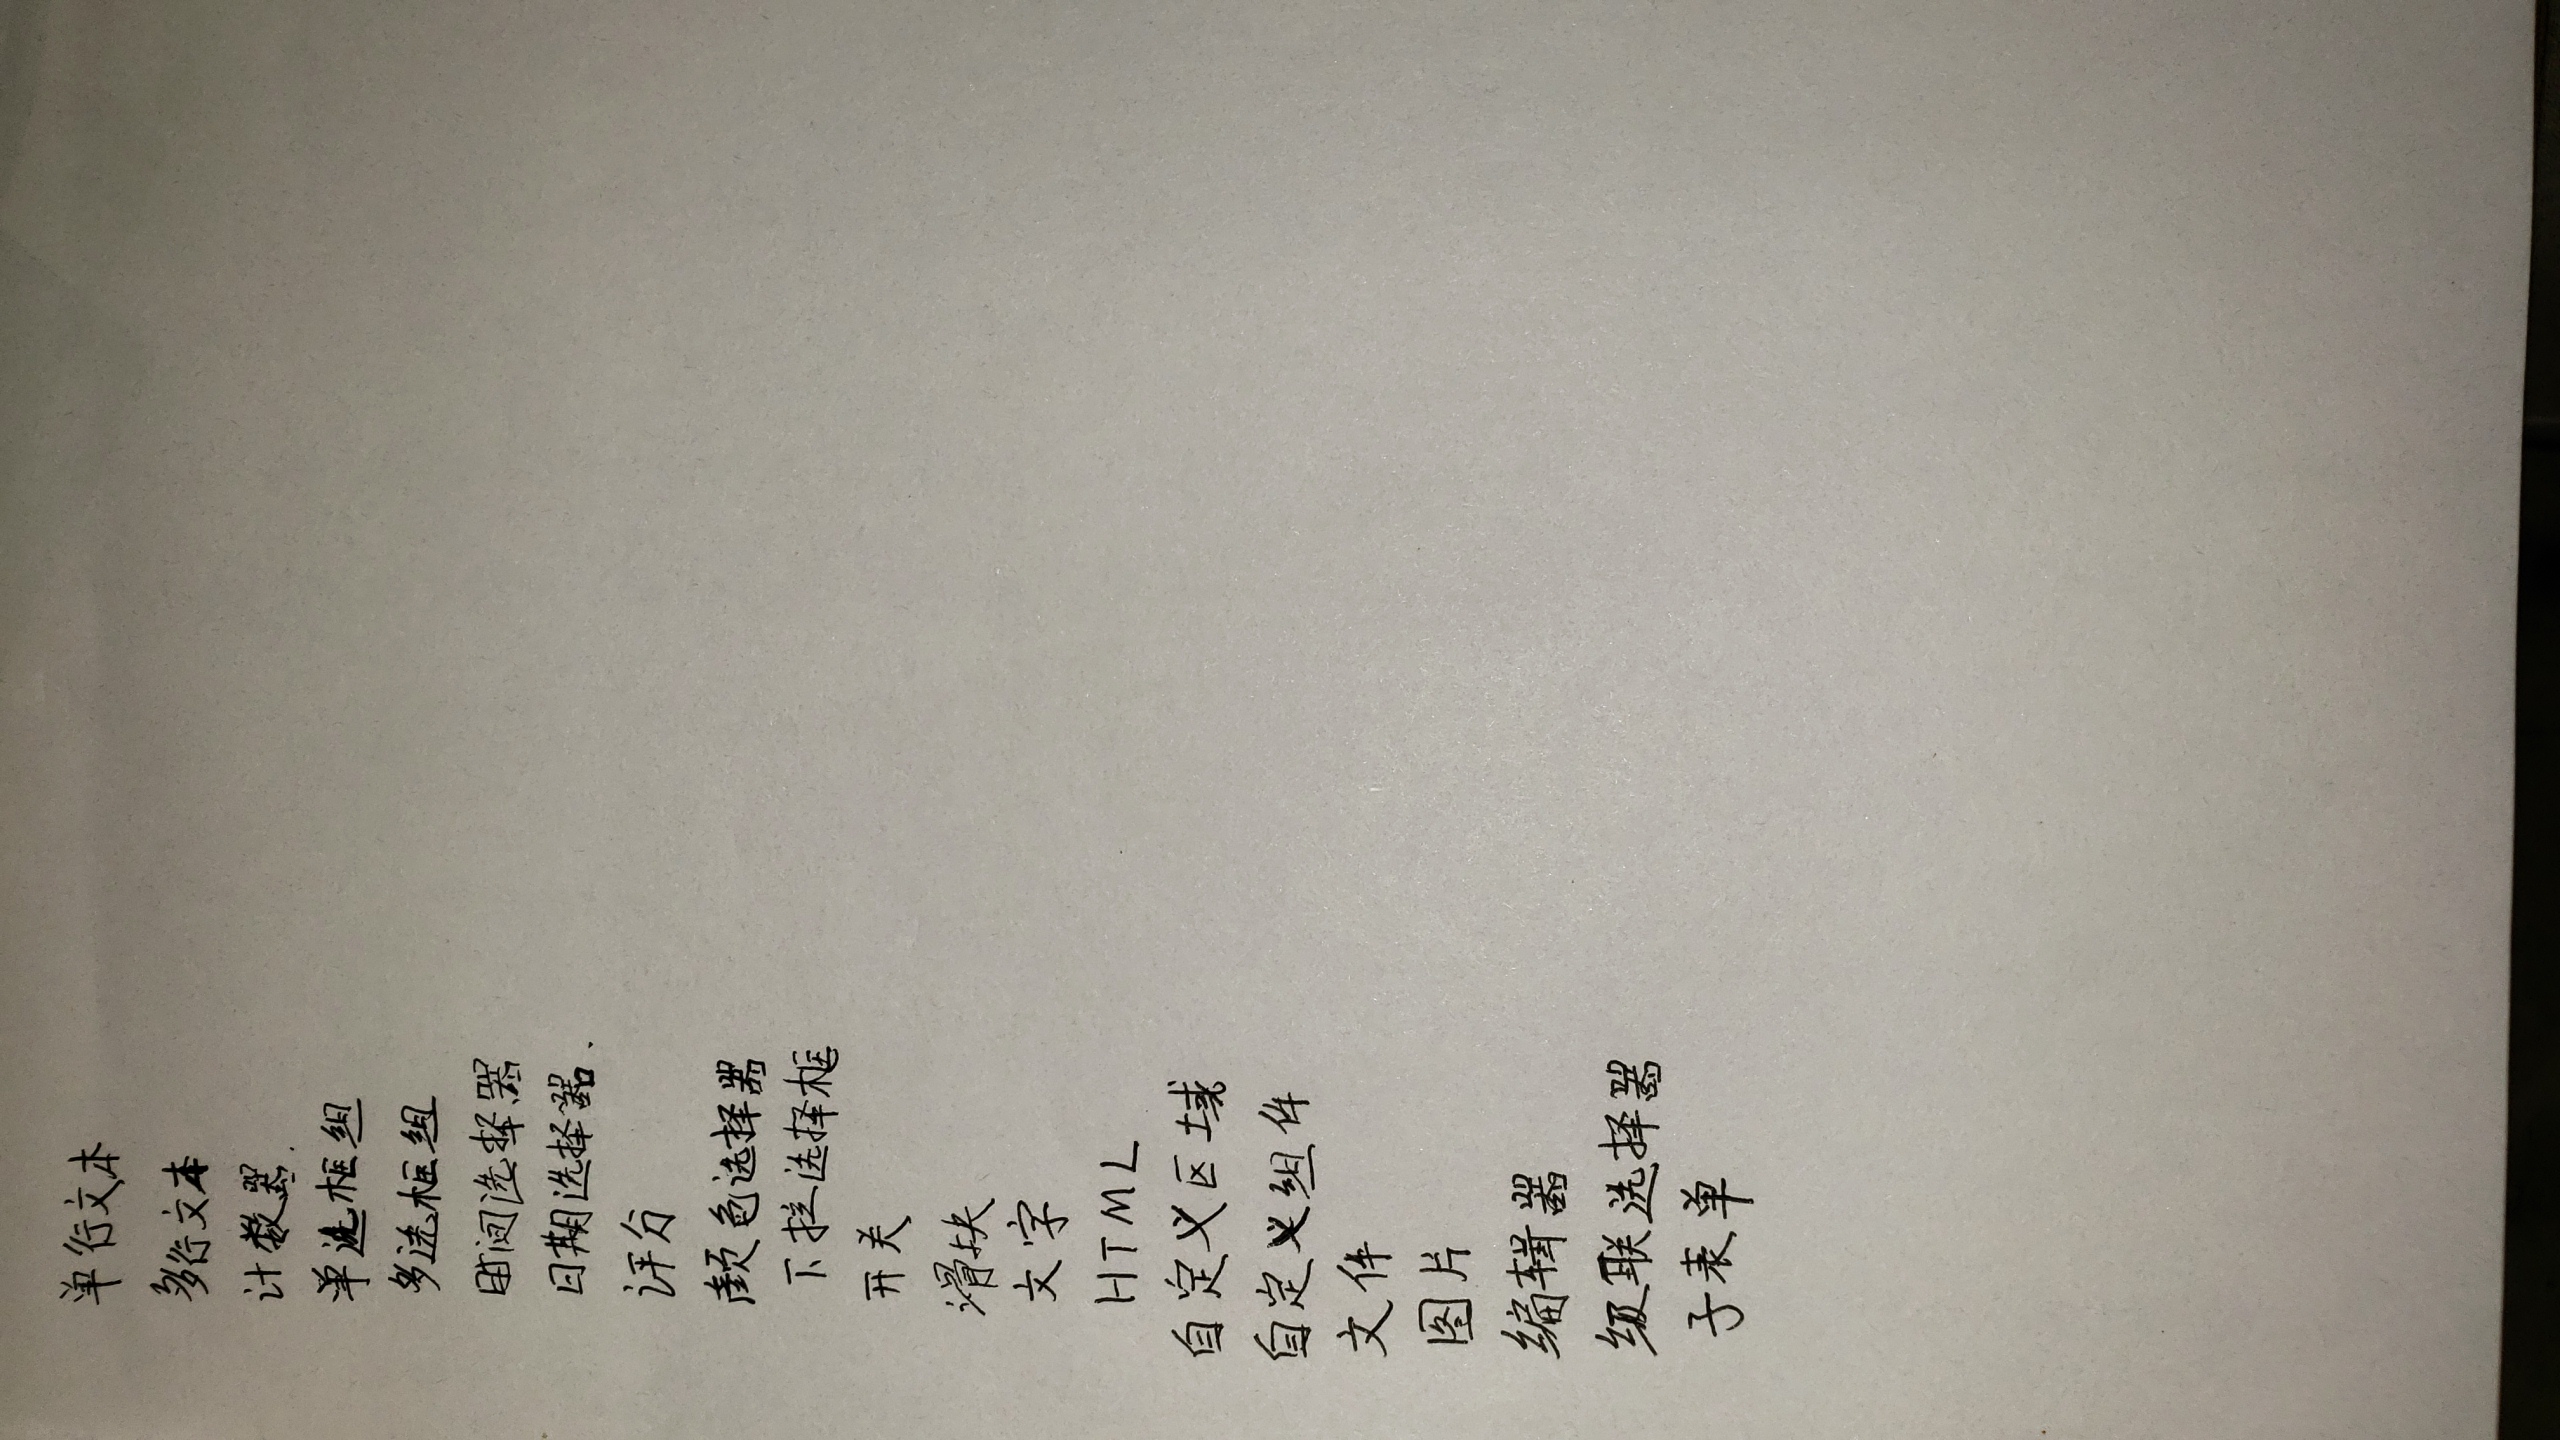 单行文本
多行文本
计数器.
单选框组
多选框组
时间选择器
日期选择器.
评分
颜色选择器
下拉选择框
开关
滑块
文字
HTML
自定义区域
自定义组件
文件
图片
编辑器
级联选择器
子表单